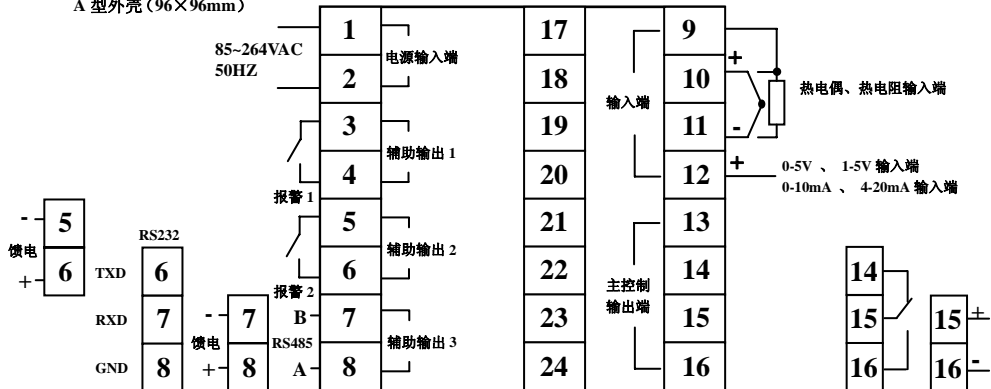 A 型外壳（96×96mm）
85~264VAC
50HZ
1
2
3
4
5
6
7
8
电源输入端
辅助输出 1
辅助输出 2
辅助输出 3
报警 1
报警 2
B
RS485
A
-
5
馈电
+
6
RS232
TXD
6
RXD
7
GND
8
-
7
馈电
+
8
17
18
19
20
21
22
23
24
输入端
主控制
输出端
9
10
11
12
13
14
15
16
+
-
热电偶、热电阻输入端
+
0-5V 、 1-5V 输入端
0-10mA 、 4-20mA 输入端
14
15
16
15
+
16
-